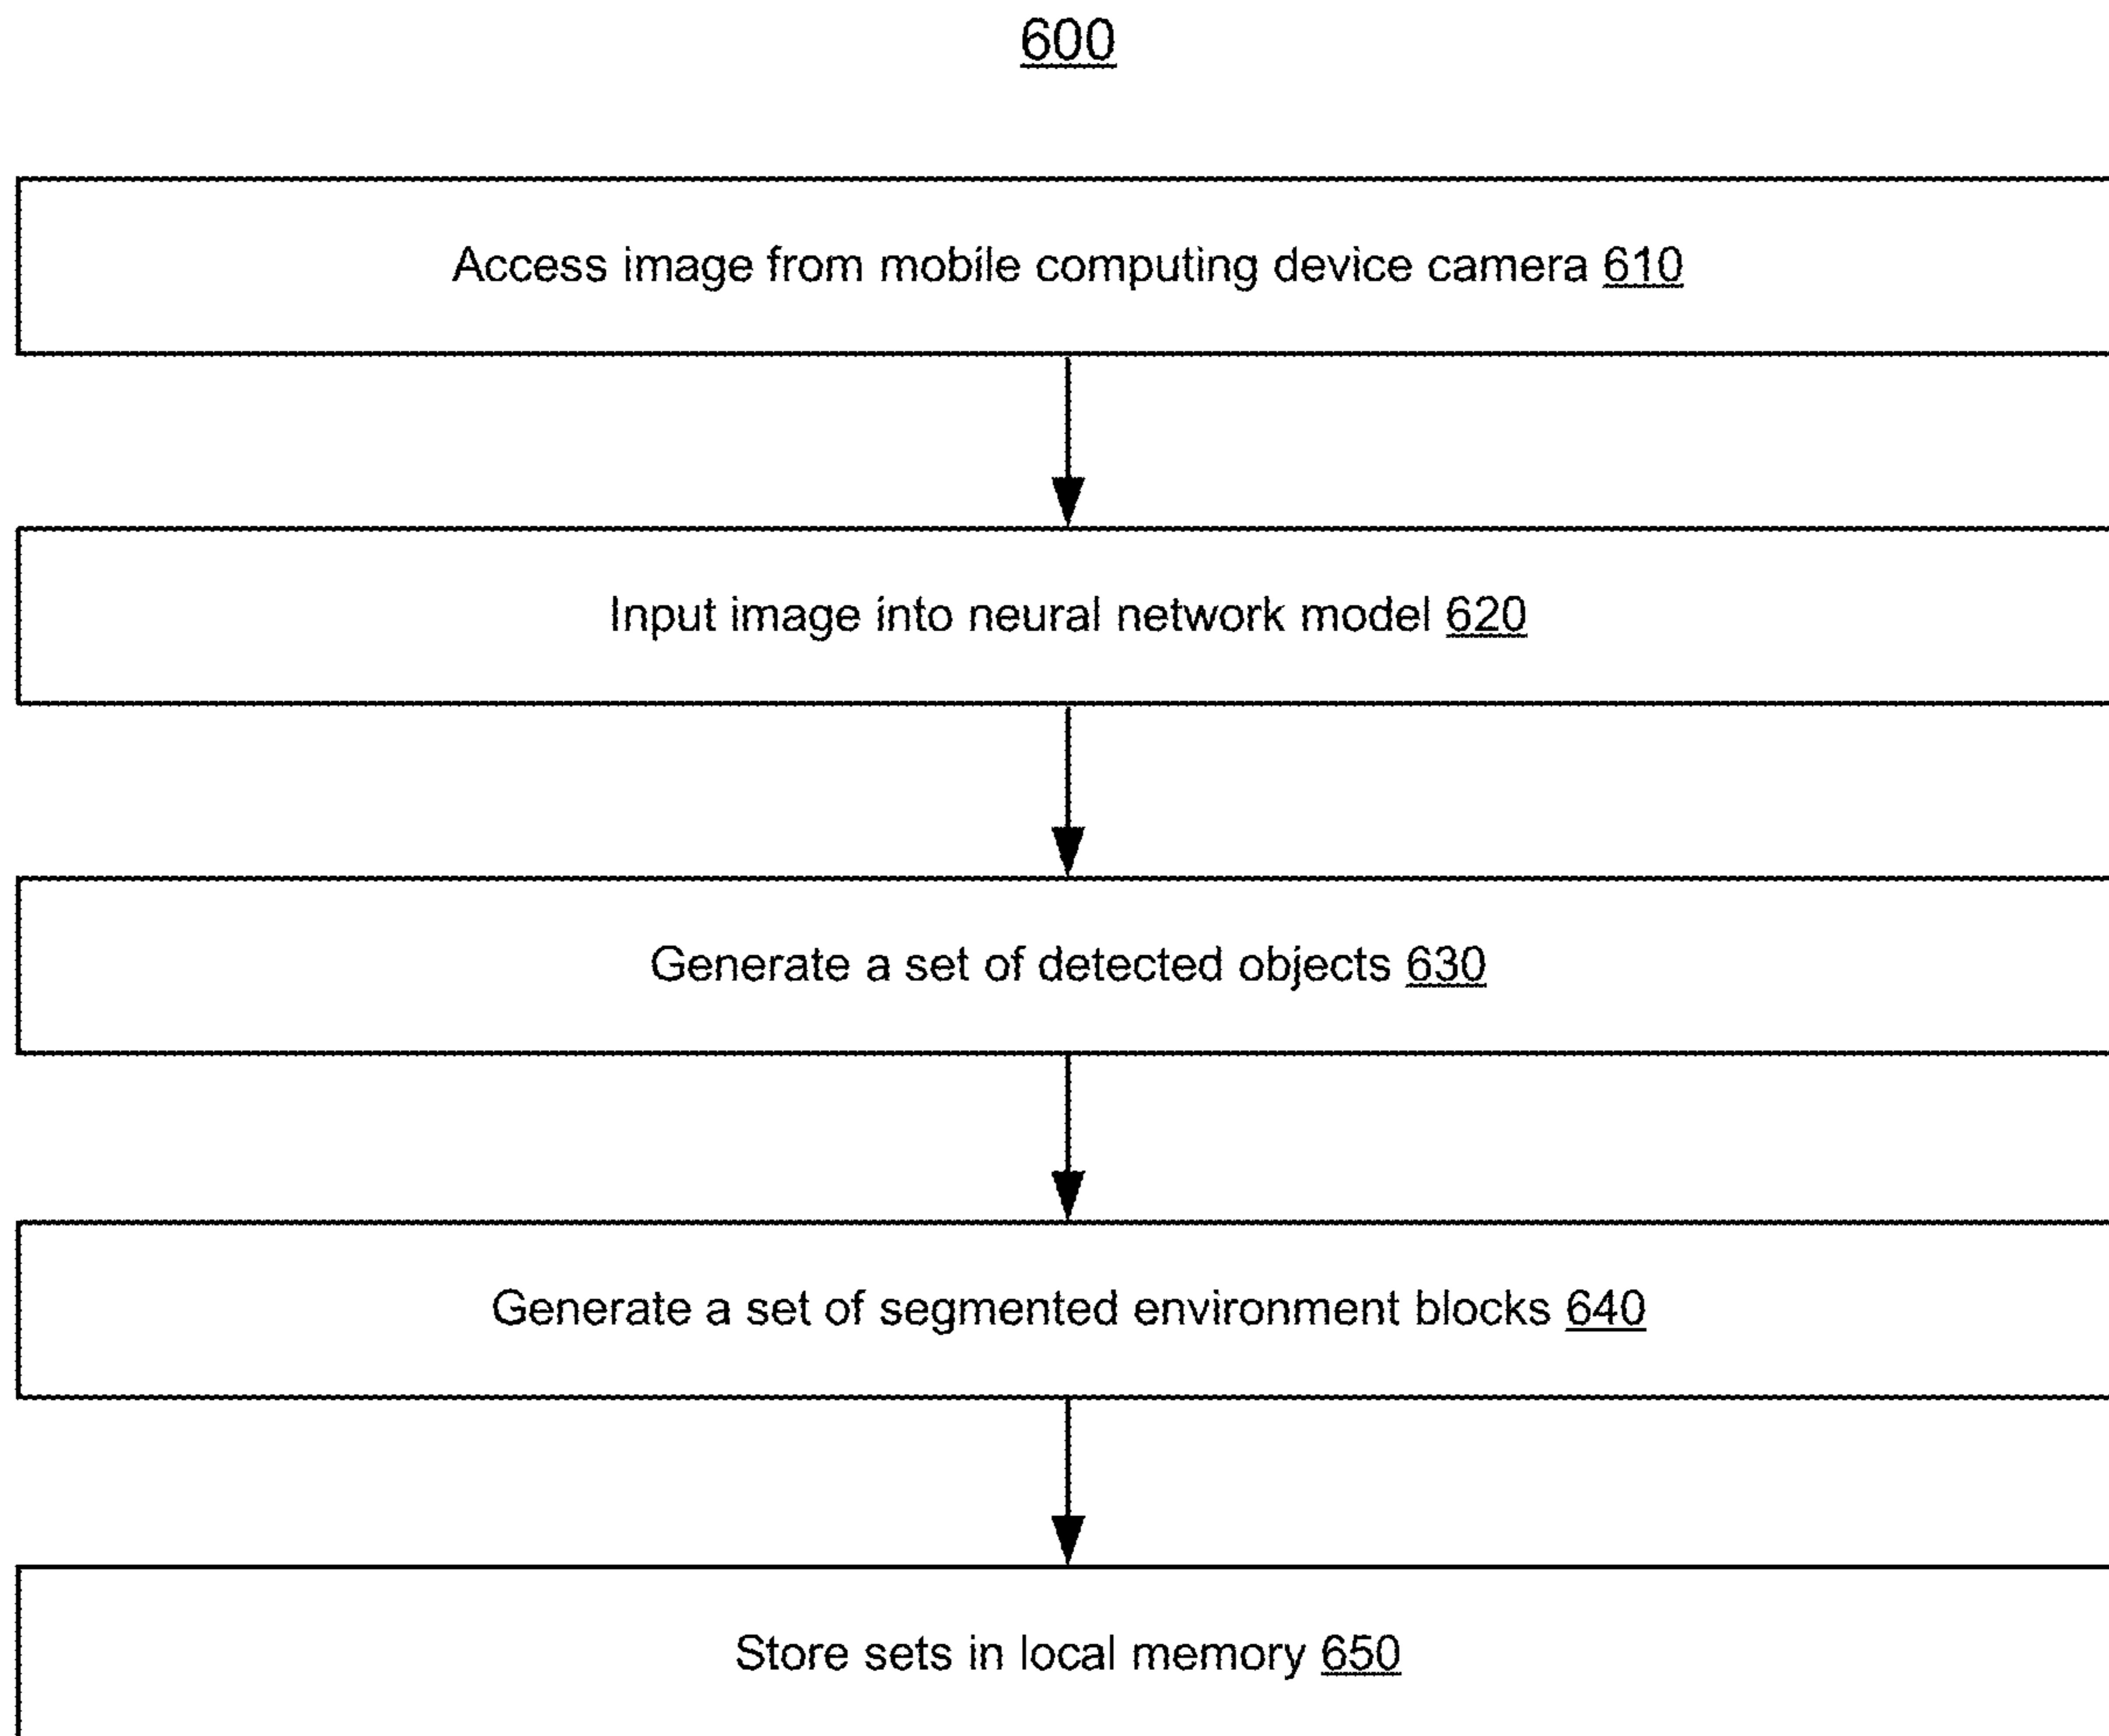 600
Access image from mobile computing device camera 610
Input image into neural network model 620
Generate a set of detected objects 630
Generate a set of segmented environment blocks 640
Store sets in local memory 650